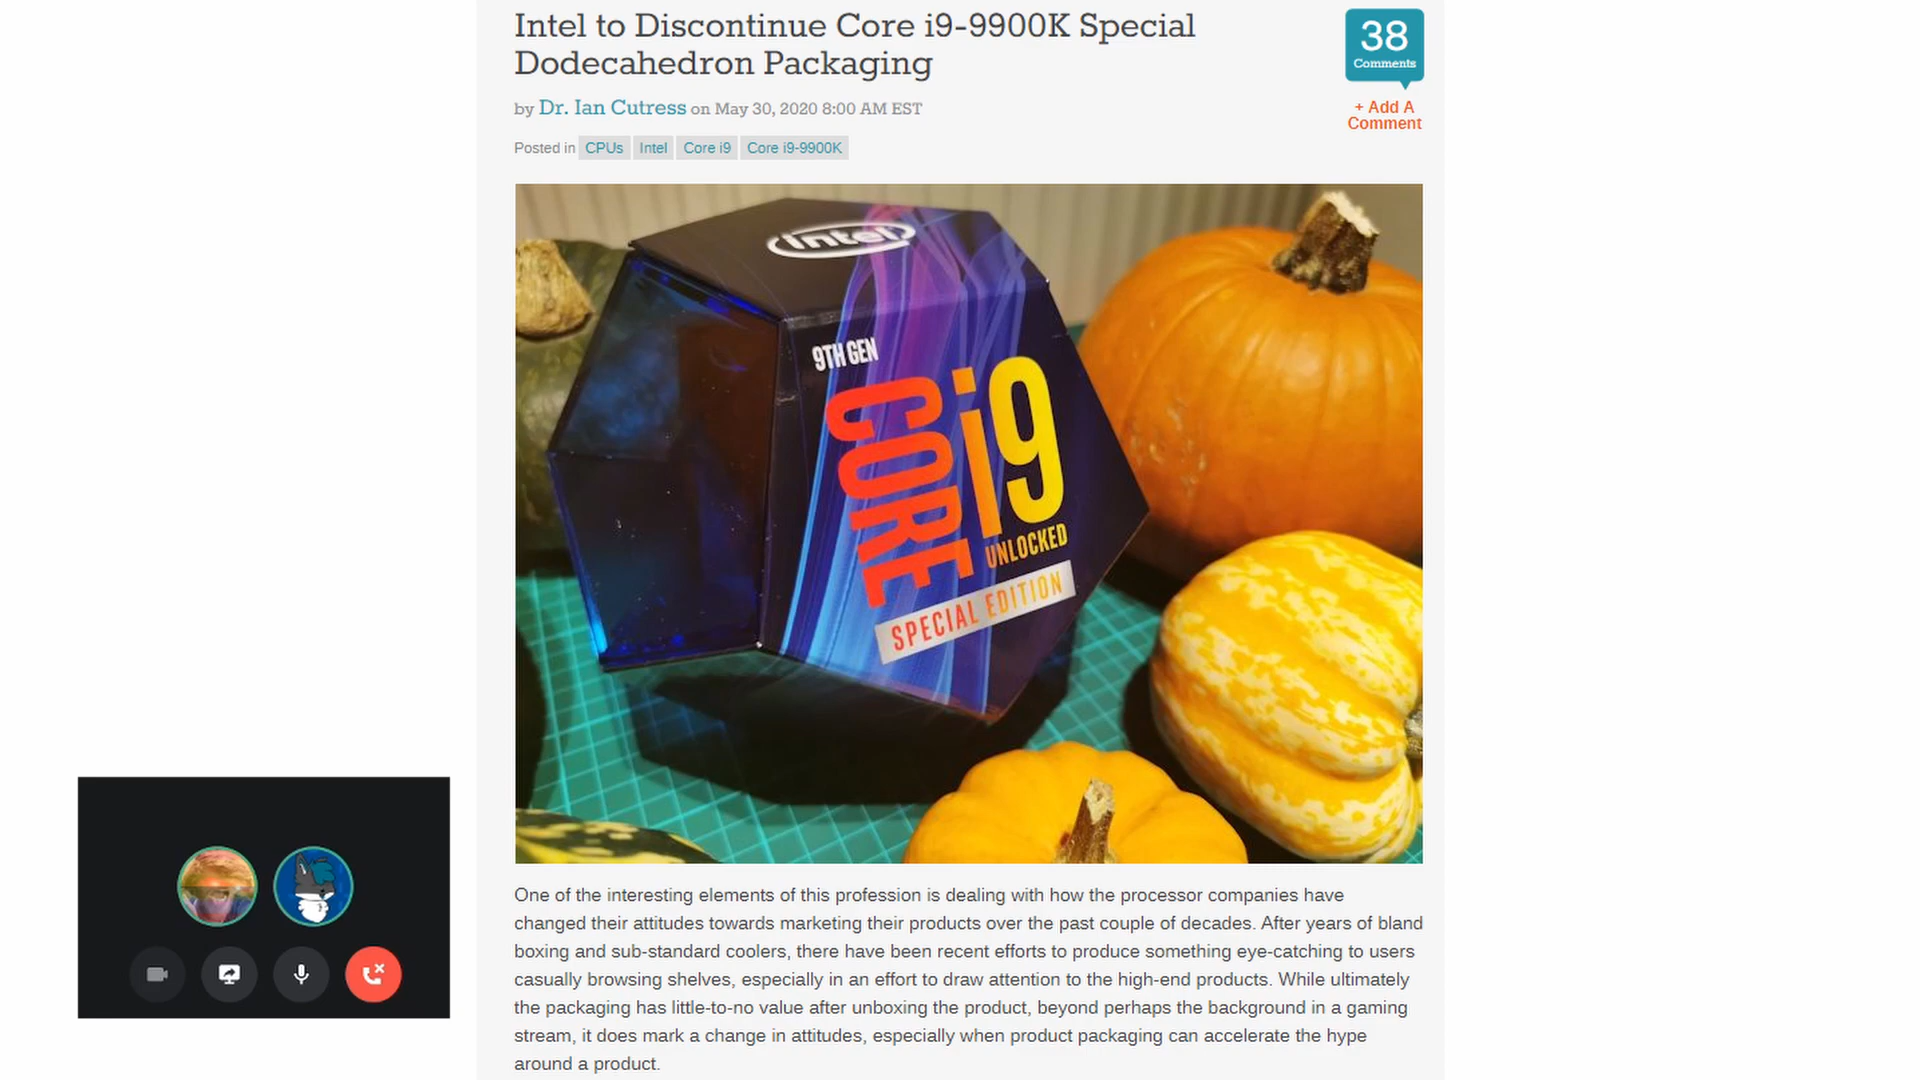 Intel to Discontinue Core i9-9900K Special
Dodecahedron Packaging
38
Comments
by Dr. Ian Cutress on May 30, 2020 8:00 AM EST
+ Add A
Comment
Posted in CPUs Intel Core i9 Core i9-9900K
intel
9TH GEN
CORE i9
UNLOCKED
SPECIAL EDITION
One of the interesting elements of this profession is dealing with how the processor companies have
changed their attitudes towards marketing their products over the past couple of decades. After years of bland
boxing and sub-standard coolers, there have been recent efforts to produce something eye-catching to users
casually browsing shelves, especially in an effort to draw attention to the high-end products. While ultimately
the packaging has little-to-no value after unboxing the product, beyond perhaps the background in a gaming
stream, it does mark a change in attitudes, especially when product packaging can accelerate the hype
around a product.